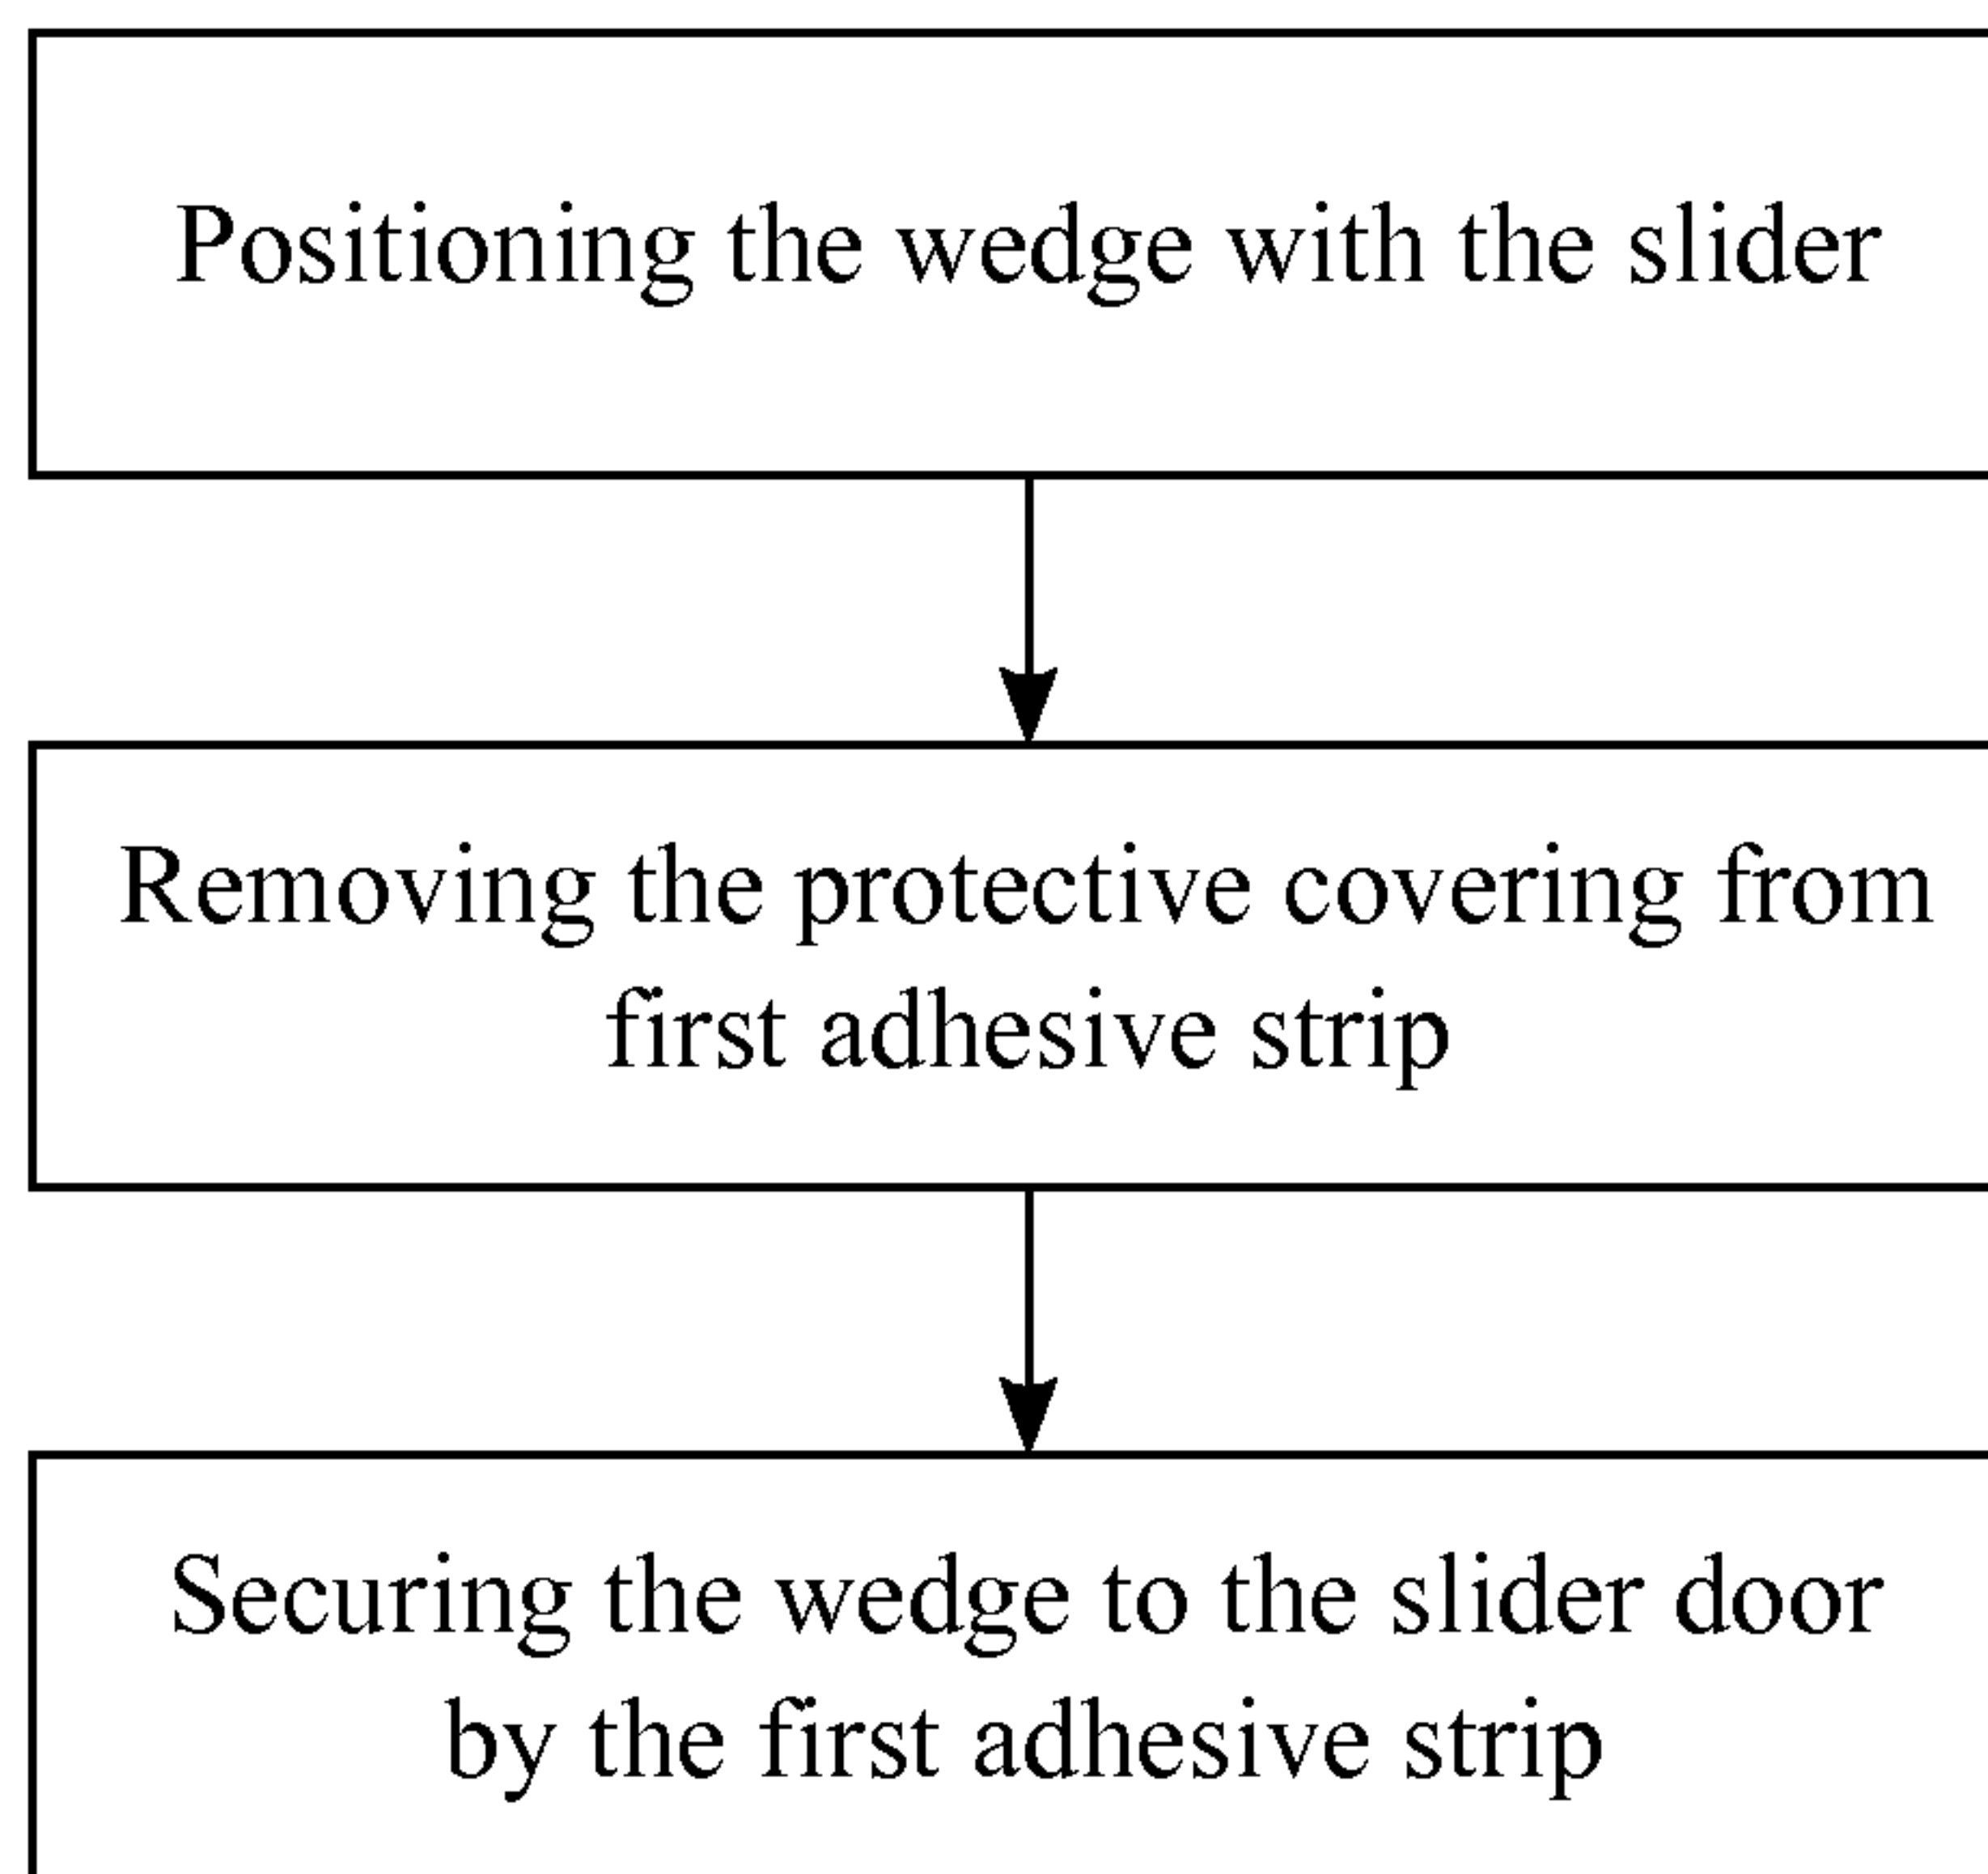 Positioning the wedge with the slider
Removing the protective covering from
first adhesive strip
Securing the wedge to the slider door
by the first adhesive strip